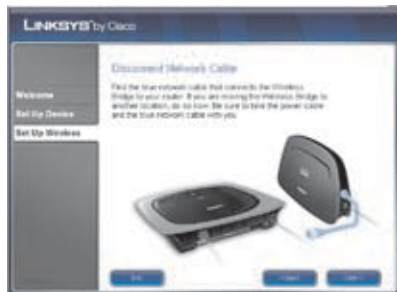 LINKSYS by Cisco
Disconnect Network Cable
Welcome
Set Up Device
Set Up Wireless
Find the blue network cable that connects the Wireless
Bridge to your router. If you are moving the Wireless Bridge to
another location, do so now. Be sure to take the power cable
and the blue network cable with you.